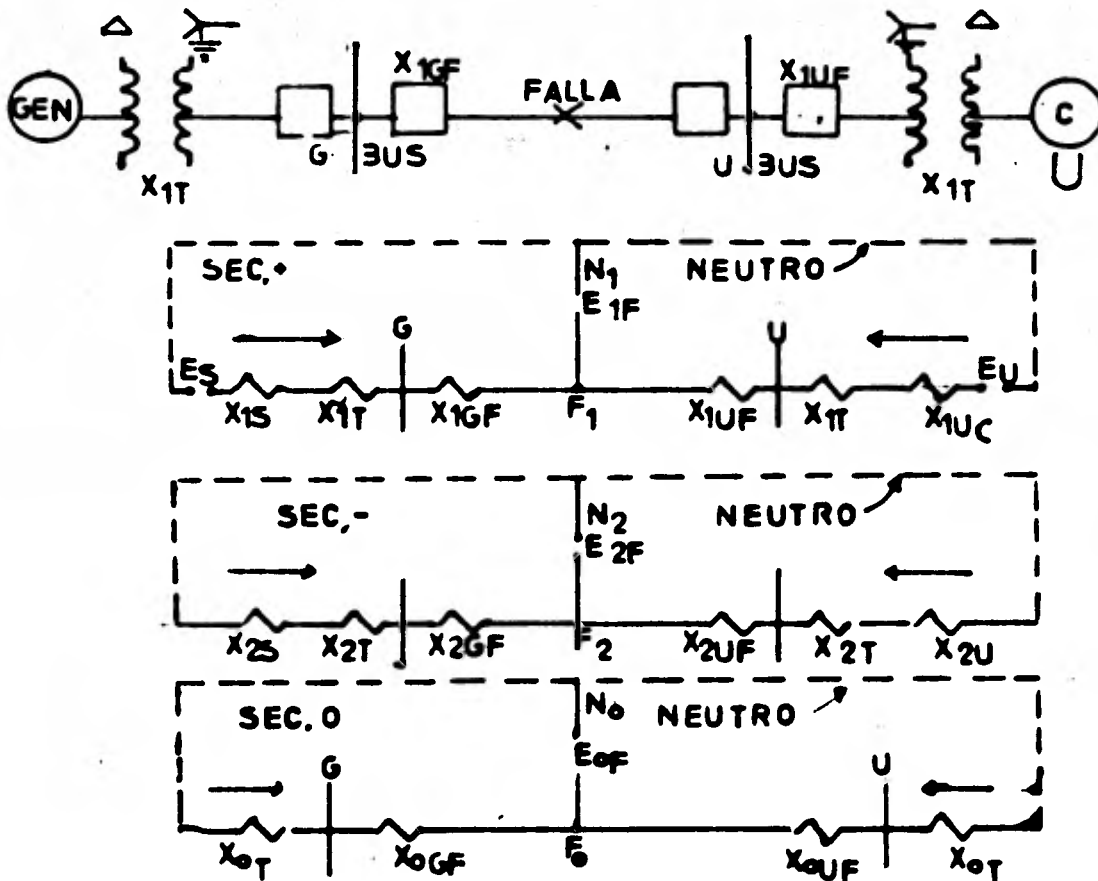 Δ Δ
X1GF X1UF
GEN FALLA C
G BUS U BUS U
X1T X1T
SEC,+ N1 NEUTRO
E1F
G U
ES EU
X1S X1T X1GF F1 X1UF X1T X1UC
SEC,- N2 NEUTRO
E2F
X2S X2T X2GF F2 X2UF X2T X2U
SEC. 0 N0 NEUTRO
E0F
G U
X0T X0GF F0 X0UF X0T